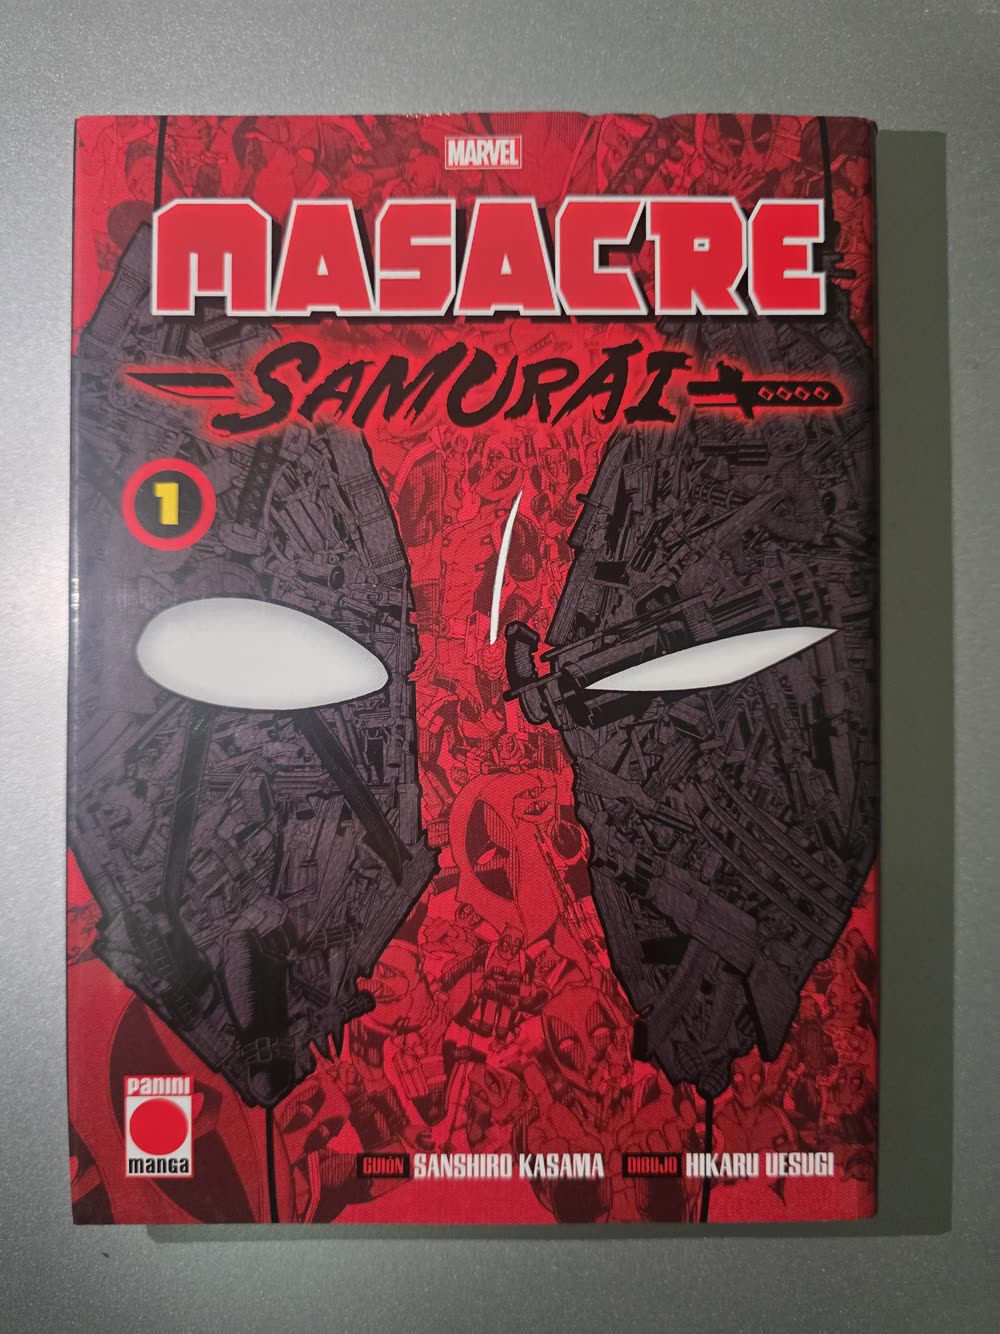 MARVEL
MASACRE
SAMURAI
1
PANINI
manga
GUIÓN SANSHIRO KASAMA DIBUJO HIKARU UESUGI